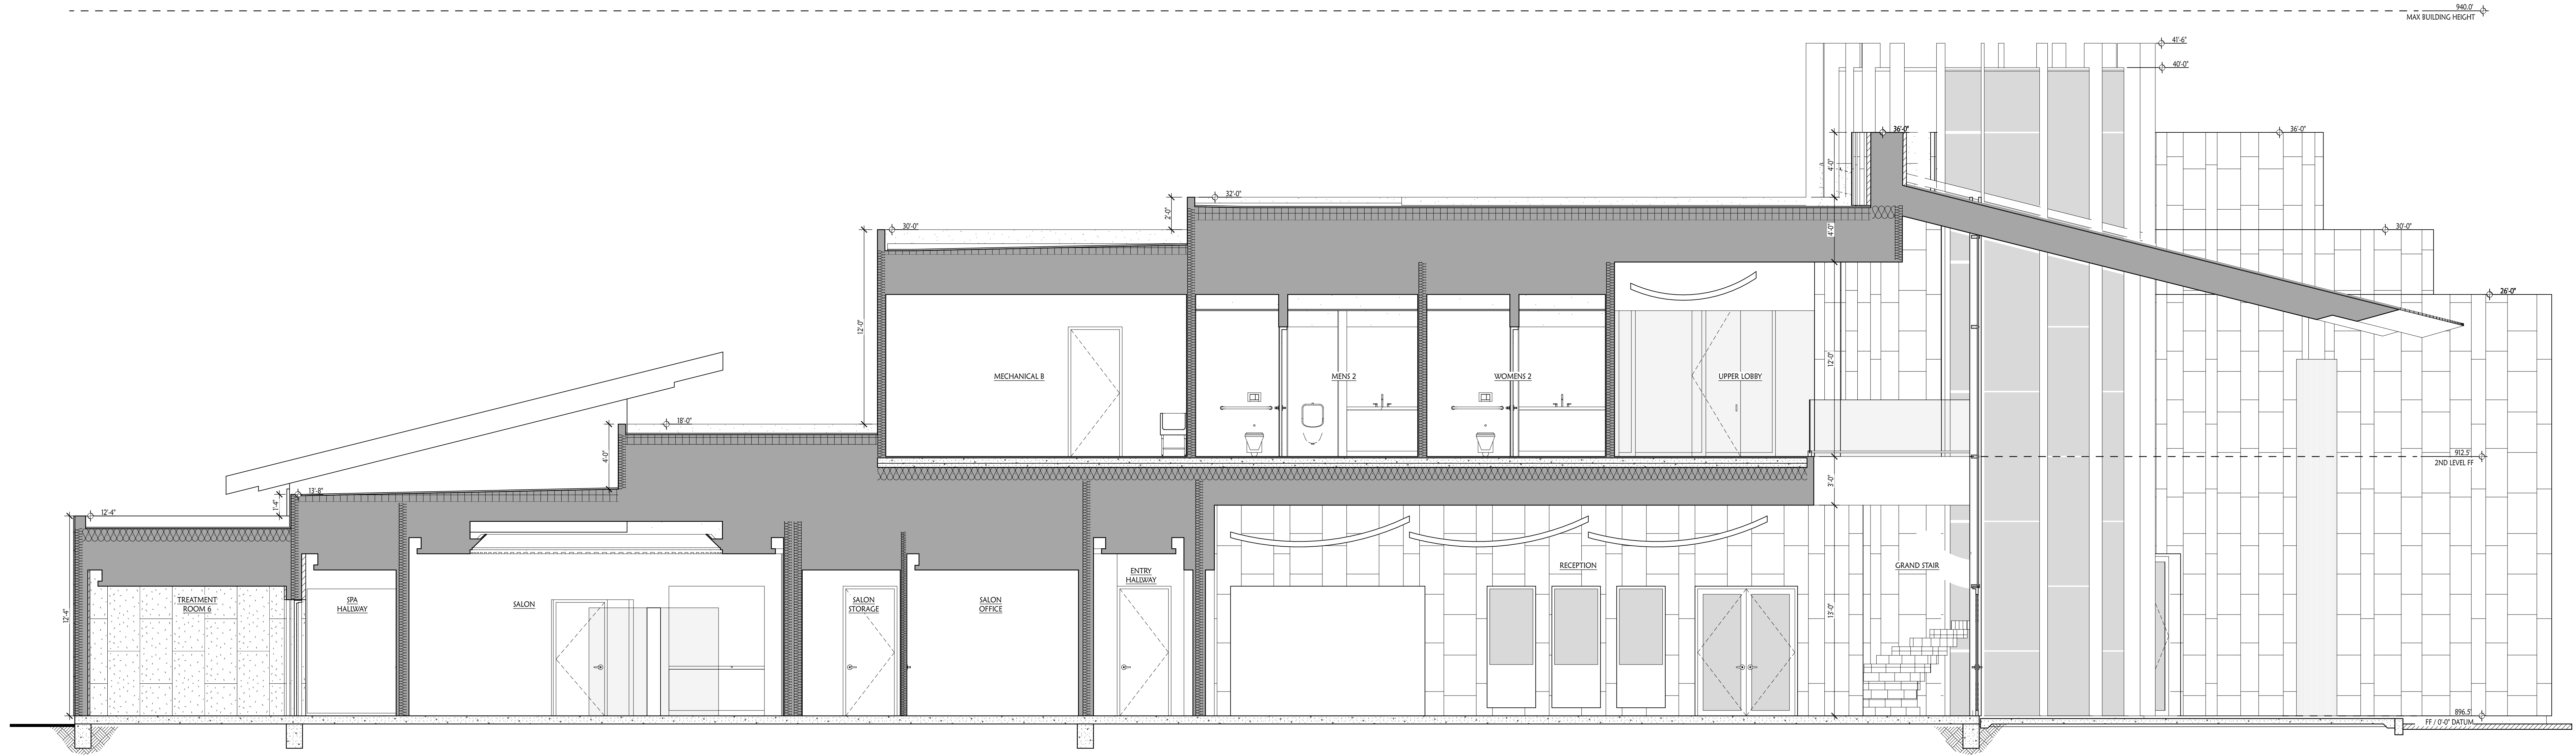 940.0'
MAX BUILDING HEIGHT
41'-6"
40'-0"
36'-0"
36'-0"
4'-0"
32'-0"
2'-0"
30'-0"
4'-0"
30'-0"
26'-0"
12'-0"
12'-0"
MECHANICAL B
MENS 2
WOMENS 2
UPPER LOBBY
18'-0"
4'-0"
912.5'
2ND LEVEL FF
3'-0"
13'-8"
1'-4"
12'-4"
RECEPTION
GRAND STAIR
ENTRY
HALLWAY
TREATMENT
ROOM 6
SPA
HALLWAY
SALON
SALON
STORAGE
SALON
OFFICE
12'-4"
13'-0"
896.5'
FF / 0'-0" DATUM